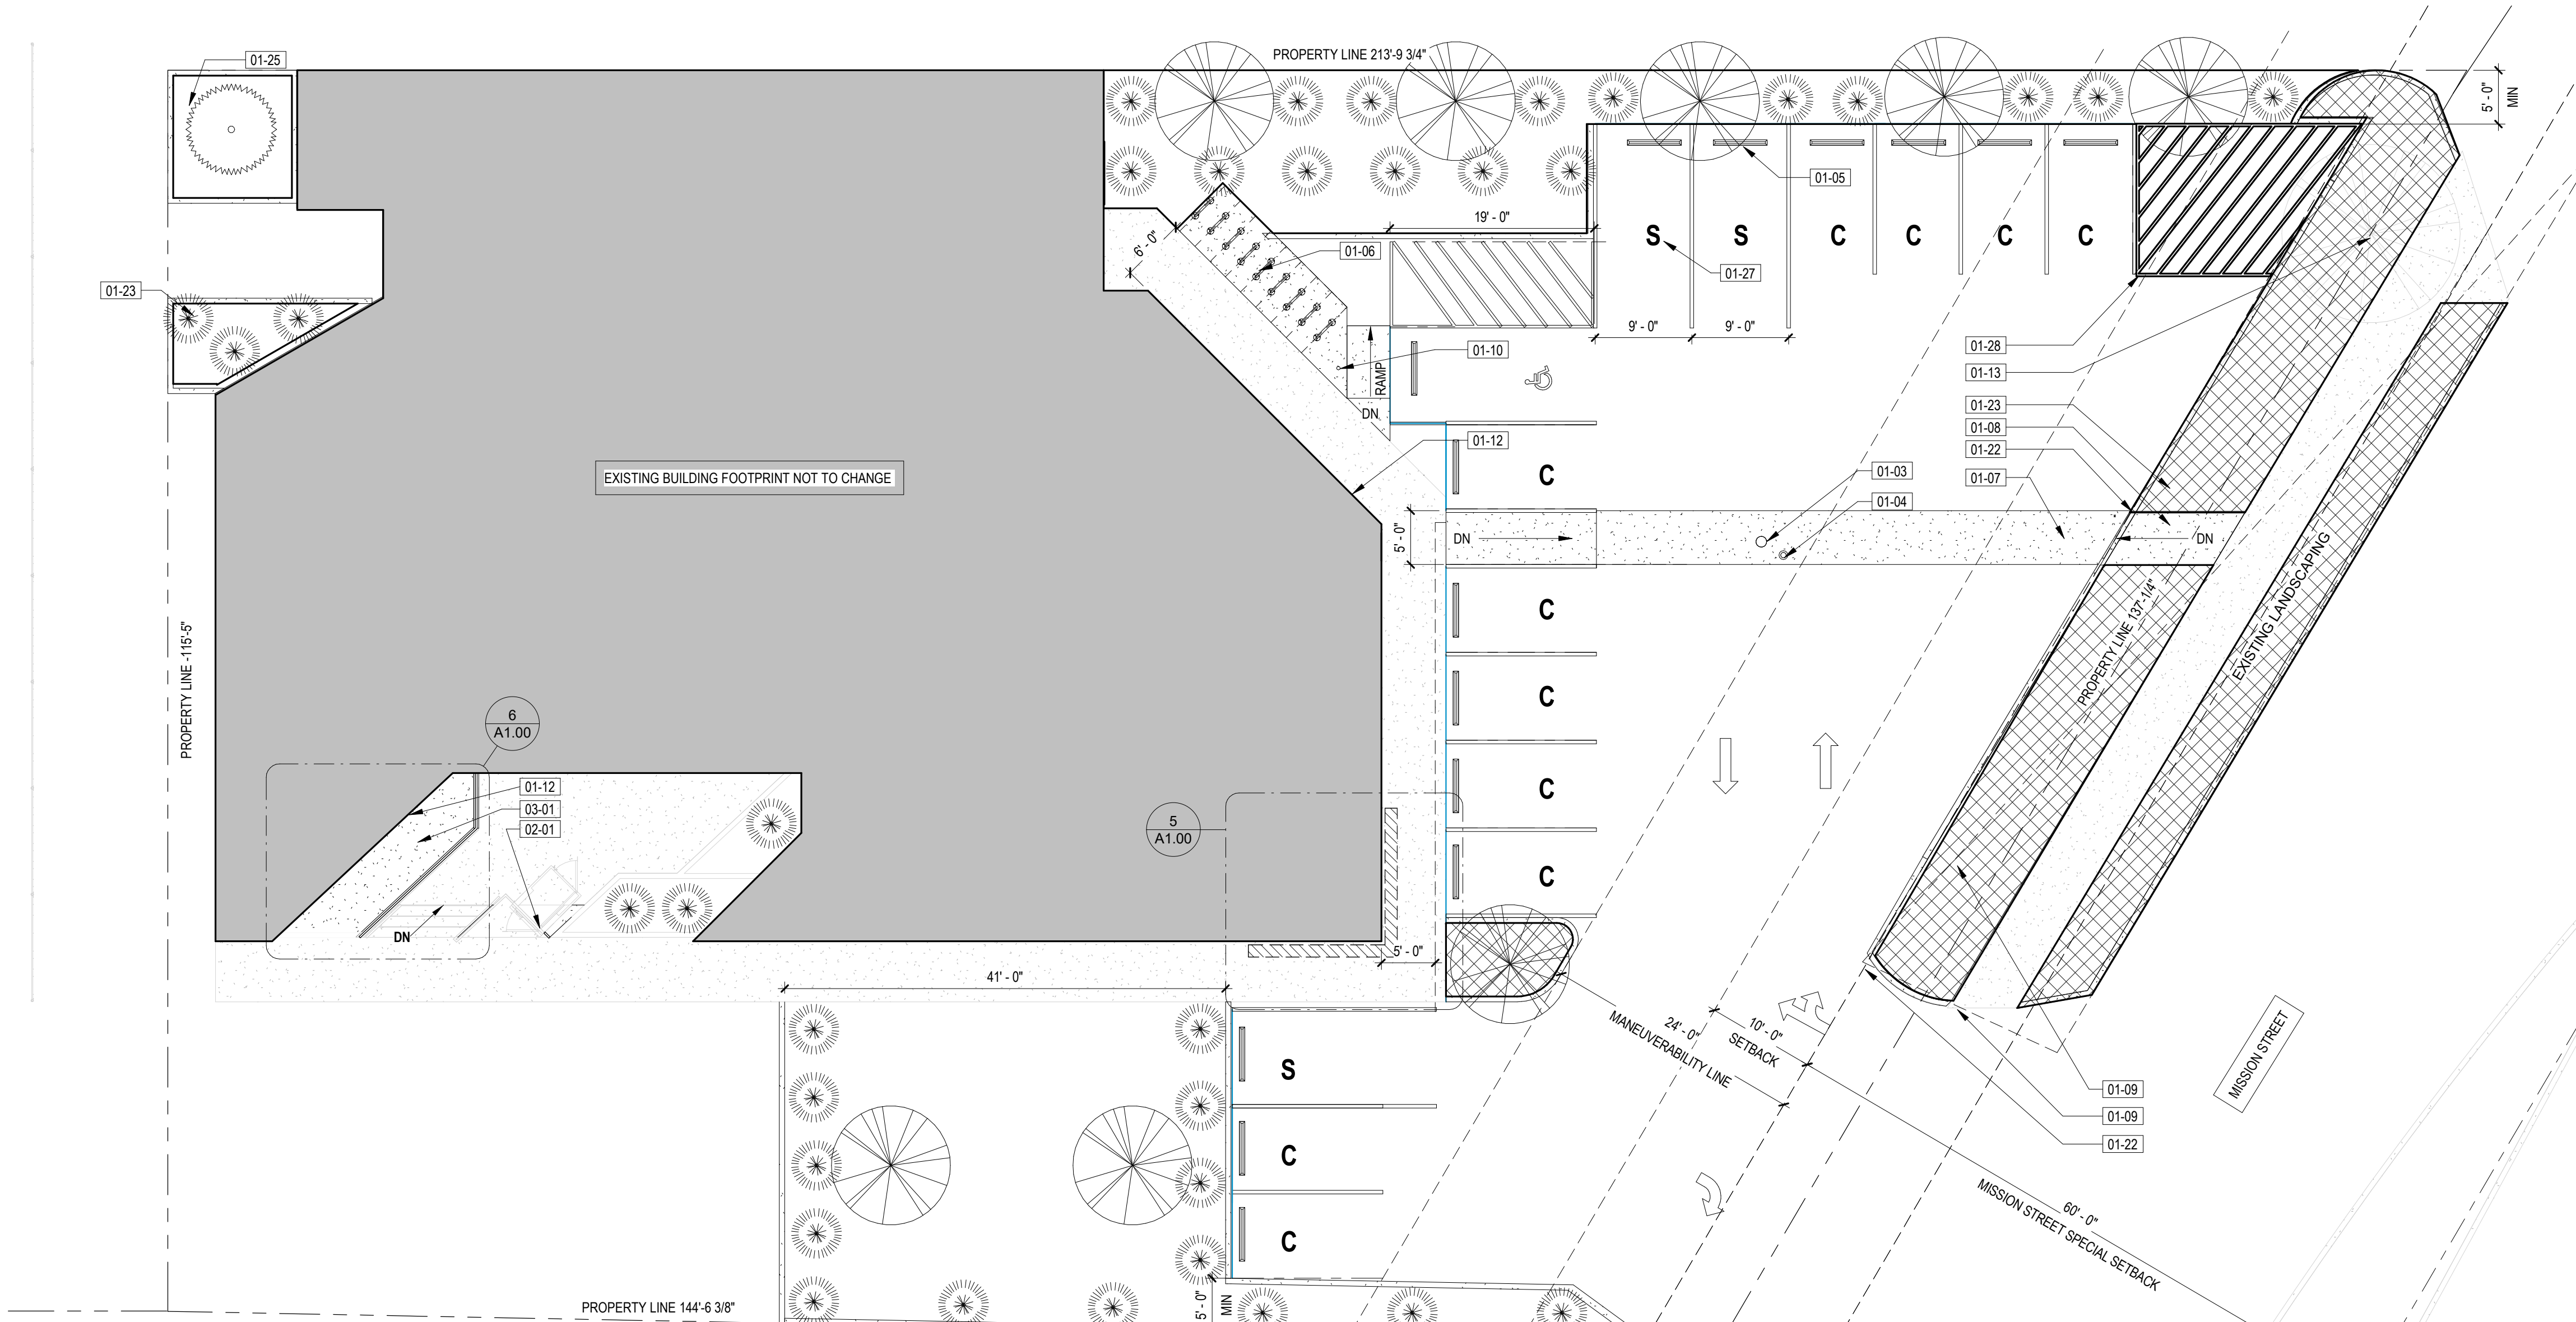 PROPERTY LINE 213'-9 3/4"
01-25
5' - 0"
MIN
01-05
19' - 0"
6' - 0"
01-06
S
S
C
C
C
C
01-27
01-23
9' - 0"
9' - 0"
01-10
RAMP
DN
01-28
01-13
01-23
01-08
01-22
01-07
01-12
EXISTING BUILDING FOOTPRINT NOT TO CHANGE
C
01-03
01-04
5' - 0"
DN
DN
C
C
C
C
PROPERTY LINE 137'-1/4"
EXISTING LANDSCAPING
PROPERTY LINE -115'-5"
6
A1.00
5
A1.00
01-12
03-01
02-01
DN
5' - 0"
41' - 0"
24' - 0"
MANEUVERABILITY LINE
10' - 0"
SETBACK
MISSION STREET
S
C
C
01-09
01-09
01-22
60' - 0"
MISSION STREET SPECIAL SETBACK
PROPERTY LINE 144'-6 3/8"
5' - 0"
MIN